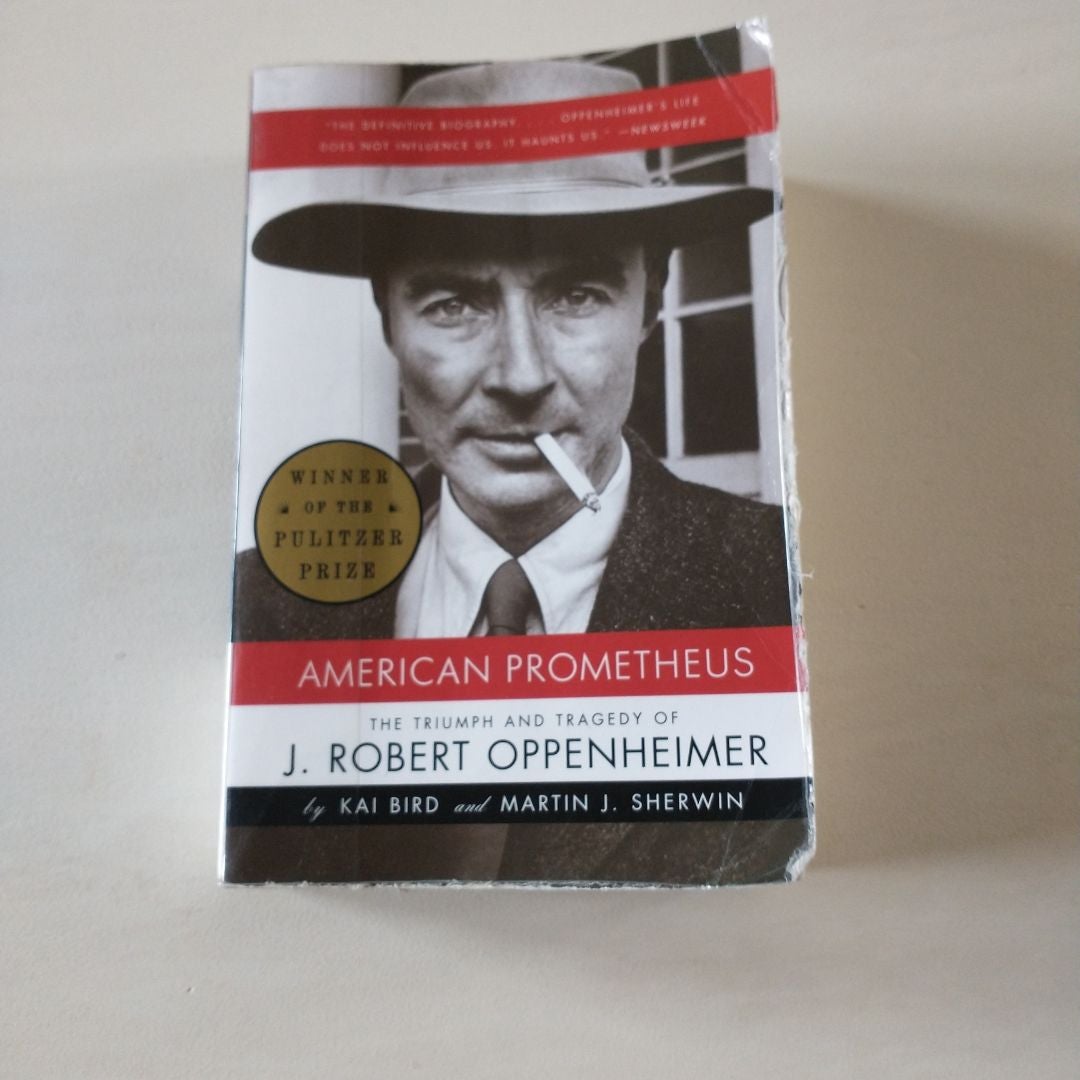 "THE DEFINITIVE BIOGRAPHY. . . . OPPENHEIMER'S LIFE
DOES NOT INFLUENCE US. IT HAUNTS US." —NEWSWEEK
WINNER
OF THE
PULITZER
PRIZE
AMERICAN PROMETHEUS
THE TRIUMPH AND TRAGEDY OF
J. ROBERT OPPENHEIMER
by KAI BIRD and MARTIN J. SHERWIN